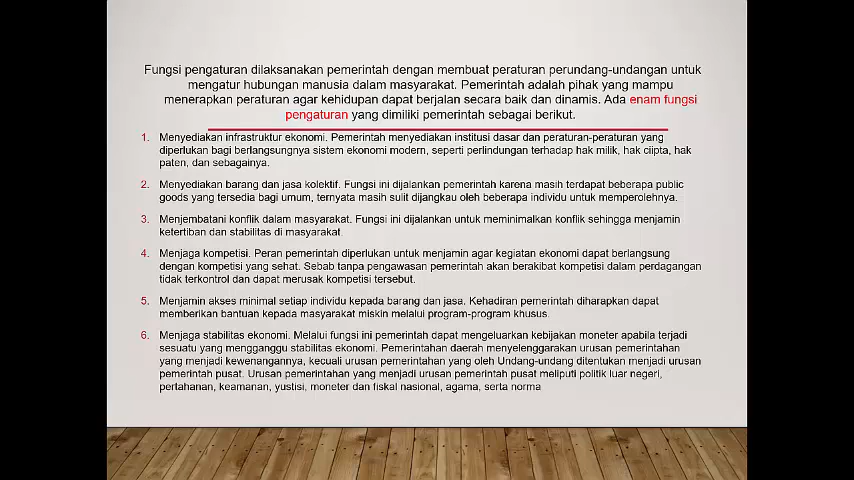 Fungsi pengaturan dilaksanakan pemerintah dengan membuat peraturan perundang-undangan untuk
mengatur hubungan manusia dalam masyarakat. Pemerintah adalah pihak yang mampu
menerapkan peraturan agar kehidupan dapat berjalan secara baik dan dinamis. Ada enam fungsi
pengaturan yang dimiliki pemerintah sebagai berikut.
1. Menyediakan infrastruktur ekonomi. Pemerintah menyediakan institusi dasar dan peraturan-peraturan yang
diperlukan bagi berlangsungnya sistem ekonomi modern, seperti perlindungan terhadap hak milik, hak cipta, hak
paten, dan sebagainya.
2. Menyediakan barang dan jasa kolektif. Fungsi ini dijalankan pemerintah karena masih terdapat beberapa public
goods yang tersedia bagi umum, ternyata masih sulit dijangkau oleh beberapa individu untuk memperolehnya.
3. Menjembatani konflik dalam masyarakat. Fungsi ini dijalankan untuk meminimalkan konflik sehingga menjamin
ketertiban dan stabilitas di masyarakat.
4. Menjaga kompetisi. Peran pemerintah diperlukan untuk menjamin agar kegiatan ekonomi dapat berlangsung
dengan kompetisi yang sehat. Sebab tanpa pengawasan pemerintah akan berakibat kompetisi dalam perdagangan
tidak terkontrol dan dapat merusak kompetisi tersebut.
5. Menjamin akses minimal setiap individu kepada barang dan jasa. Kehadiran pemerintah diharapkan dapat
memberikan bantuan kepada masyarakat miskin melalui program-program khusus.
6. Menjaga stabilitas ekonomi. Melalui fungsi ini pemerintah dapat mengeluarkan kebijakan moneter apabila terjadi
sesuatu yang mengganggu stabilitas ekonomi. Pemerintahan daerah menyelenggarakan urusan pemerintahan
yang menjadi kewenangannya, kecuali urusan pemerintahan yang oleh Undang-undang ditentukan menjadi urusan
pemerintah pusat. Urusan pemerintahan yang menjadi urusan pemerintah pusat meliputi politik luar negeri,
pertahanan, keamanan, yustisi, moneter dan fiskal nasional, agama, serta norma